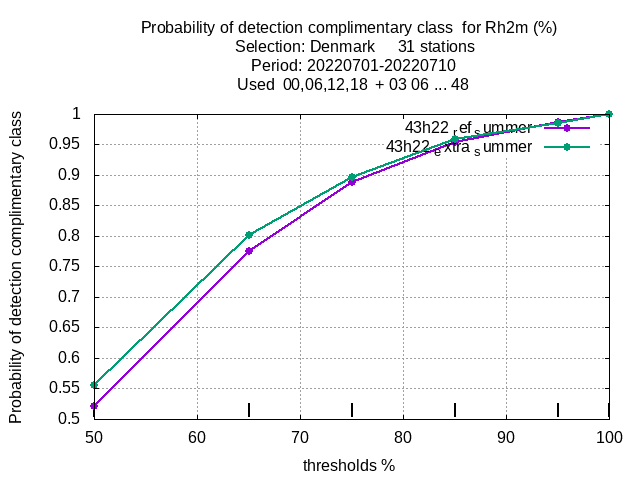 Probability of detection complimentary class  for Rh2m (%)
Selection: Denmark     31 stations
Period: 20220701-20220710
Used  00,06,12,18  + 03 06 ... 48
Probability of detection complimentary class
1
0.95
0.9
0.85
0.8
0.75
0.7
0.65
0.6
0.55
0.5
43h22_ref_summer
43h22_extra_summer
50 60 70 80 90 100
thresholds %